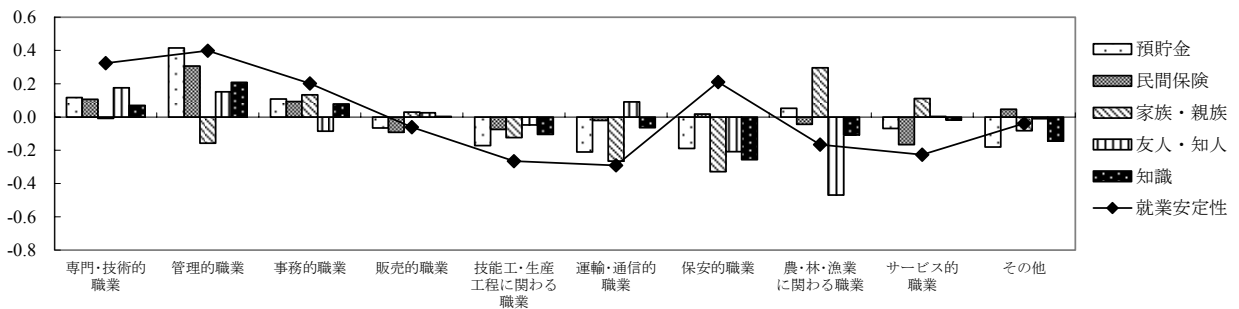 0.6
0.4
0.2
0.0
-0.2
-0.4
-0.6
-0.8
専門・技術的
職業
管理的職業
事務的職業
販売的職業
技能工・生産
工程に関わる
職業
運輸・通信的
職業
保安的職業
農・林・漁業
に関わる職業
サービス的
職業
その他
預貯金
民間保険
家族・親族
友人・知人
知識
就業安定性